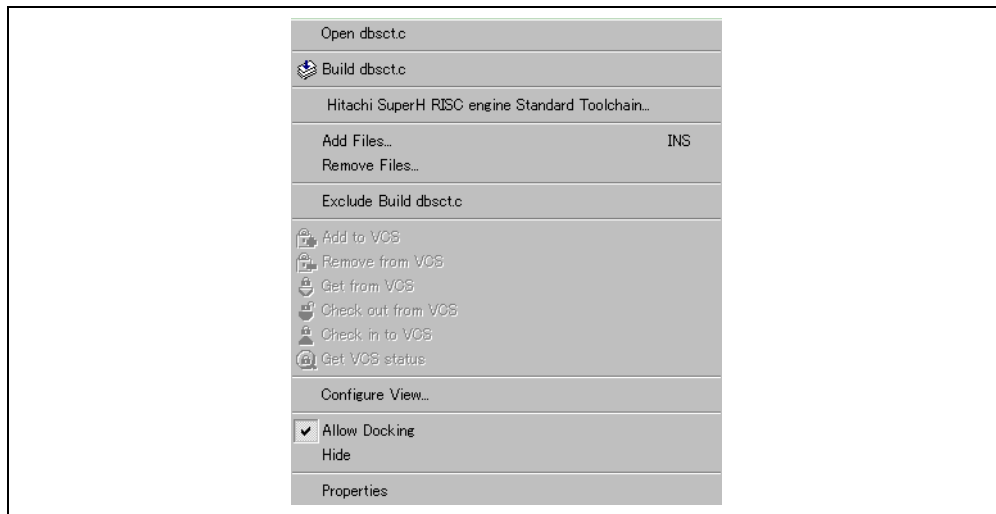 Open dbsct.c
Build dbsct.c
Hitachi SuperH RISC engine Standard Toolchain...
Add Files... INS
Remove Files...
Exclude Build dbsct.c
Add to VCS
Remove from VCS
Get from VCS
Check out from VCS
Check in to VCS
Get VCS status
Configure View...
Allow Docking
Hide
Properties